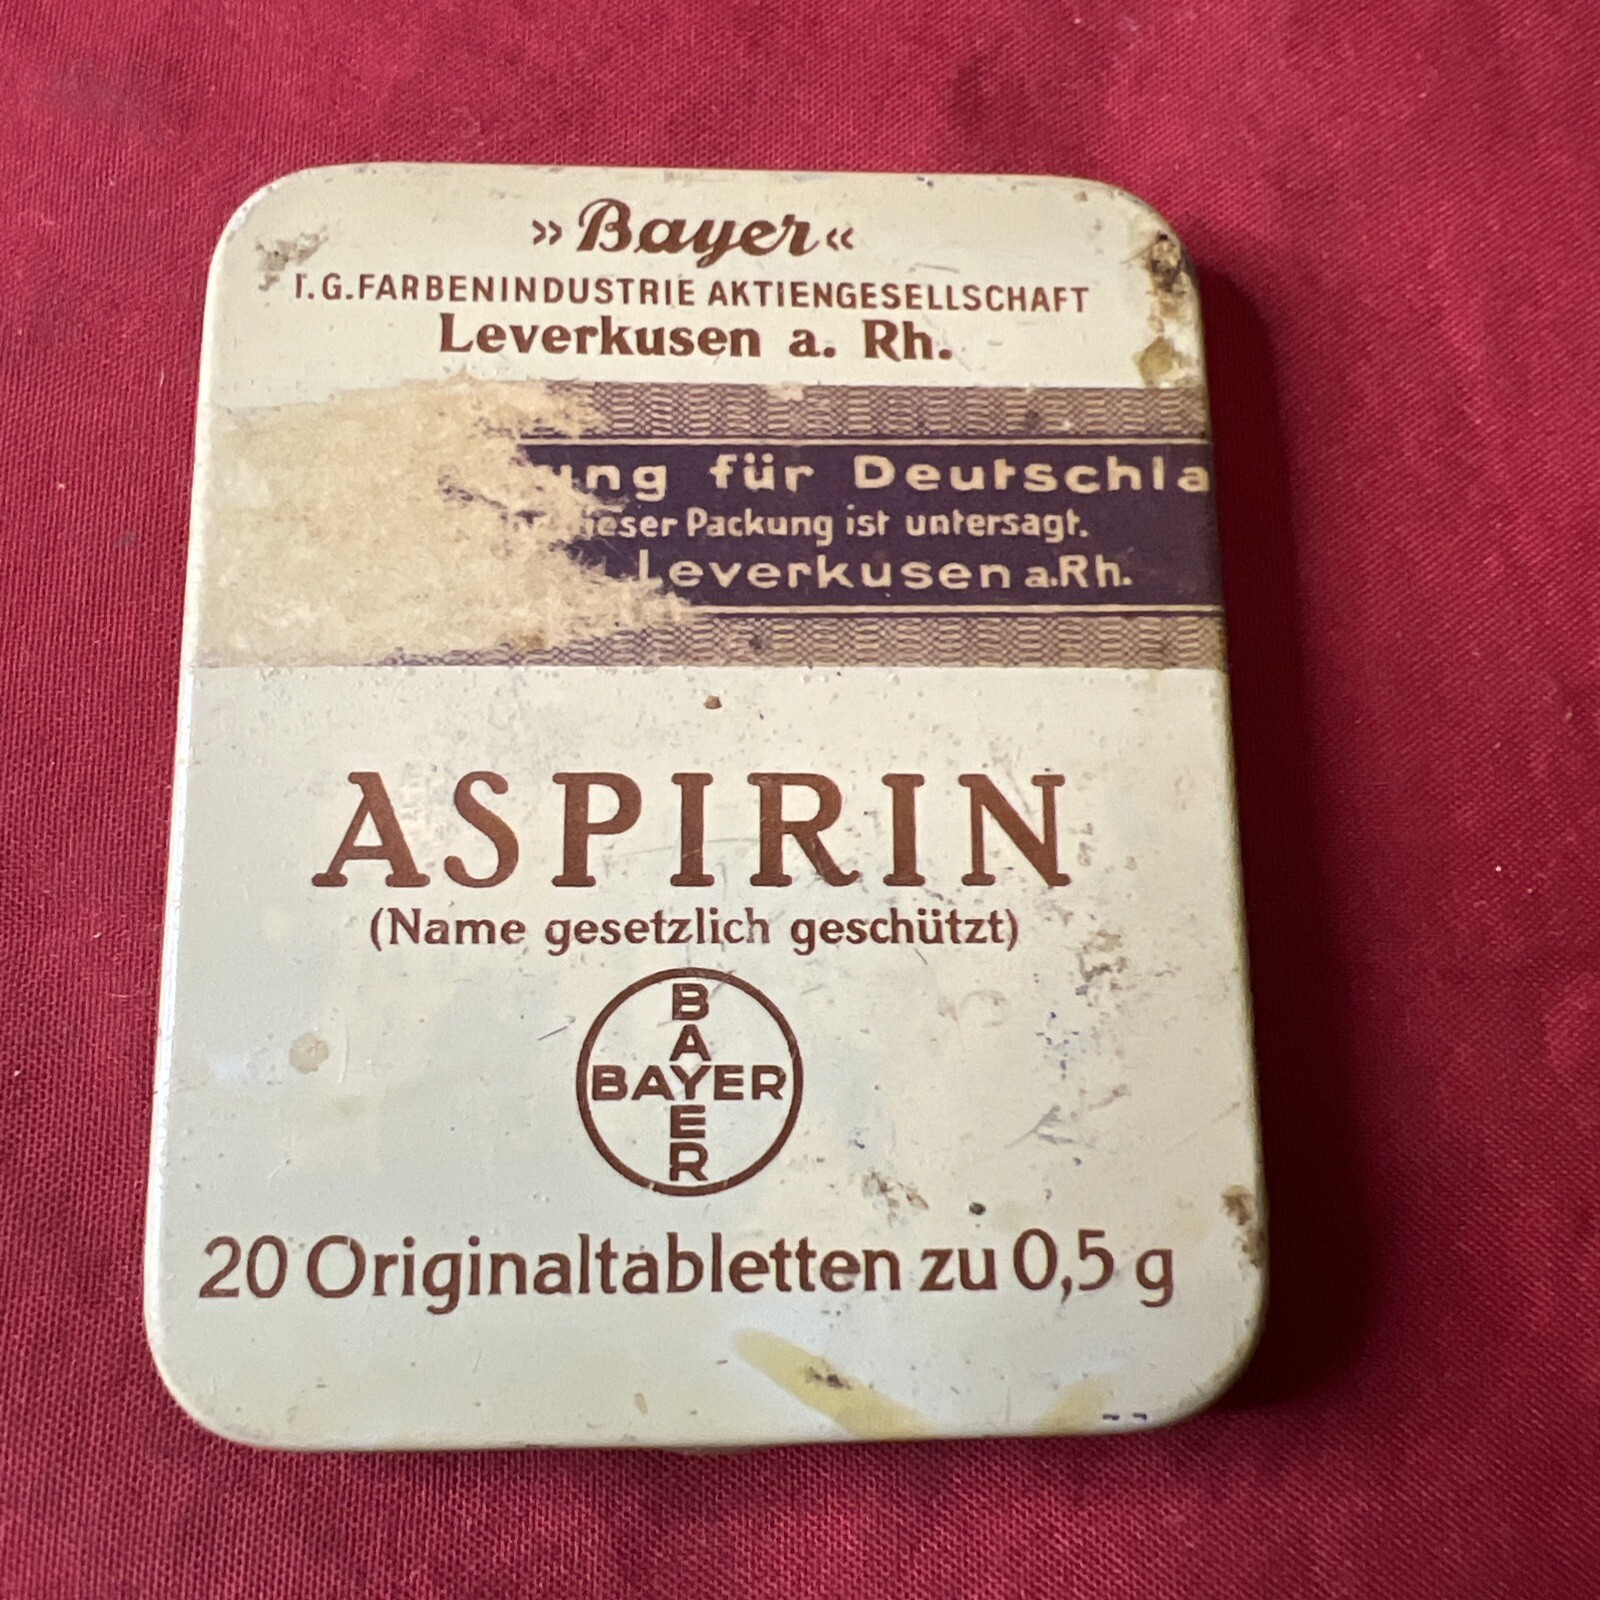 »Bayer«
I.G.FARBENINDUSTRIE AKTIENGESELLSCHAFT
Leverkusen a. Rh.
ung für Deutschla
ieser Packung ist untersagt.
Leverkusen a.Rh.
ASPIRIN
(Name gesetzlich geschützt)
BAYER
BAYER
20 Originaltabletten zu 0,5 g